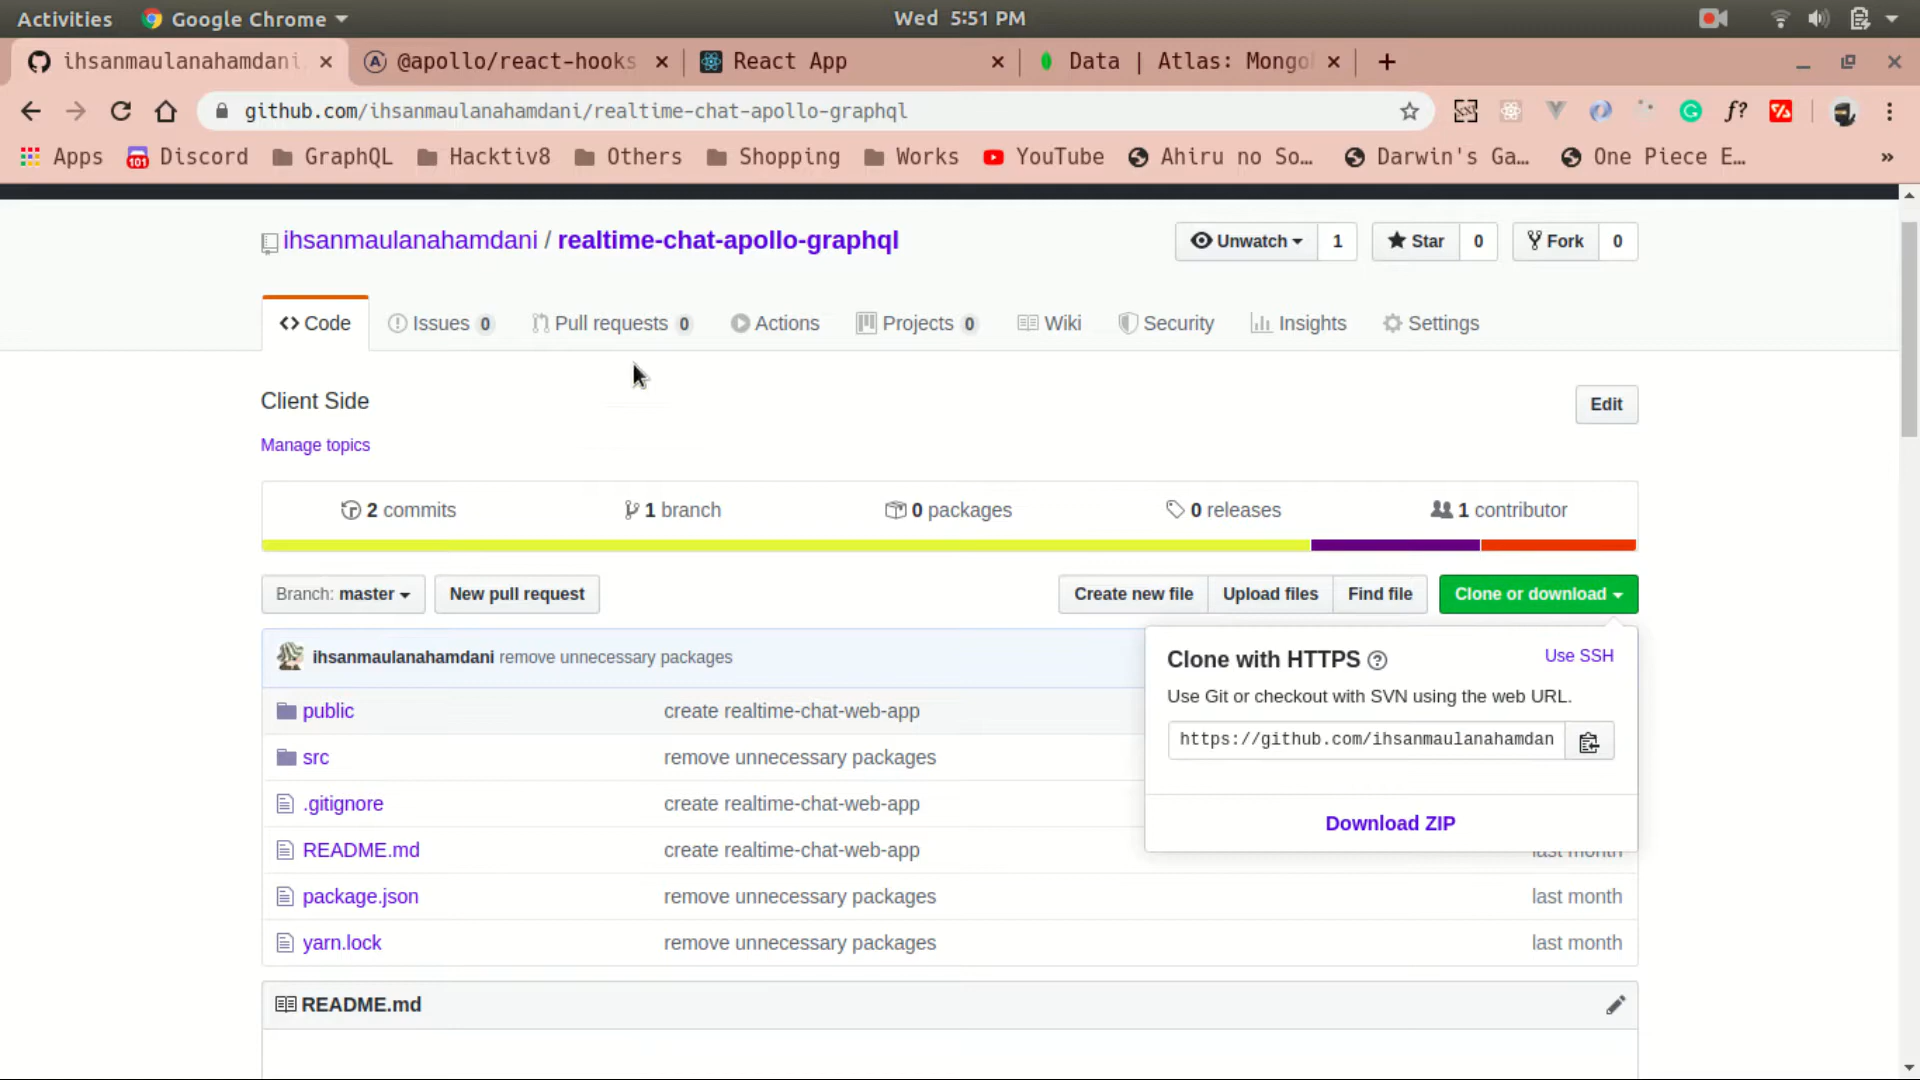 Activities Google Chrome Wed 5:51 PM
ihsanmaulanahamdani @apollo/react-hooks React App Data | Atlas: Mongo
github.com/ihsanmaulanahamdani/realtime-chat-apollo-graphql f?
Apps Discord GraphQL Hacktiv8 Others Shopping Works YouTube Ahiru no So... Darwin's Ga... One Piece E... »
ihsanmaulanahamdani / realtime-chat-apollo-graphql Unwatch 1 Star 0 Fork 0
Code Issues 0 Pull requests 0 Actions Projects 0 Wiki Security Insights Settings
Client Side Edit
Manage topics
2 commits 1 branch 0 packages 0 releases 1 contributor
Branch: master New pull request Create new file Upload files Find file Clone or download
ihsanmaulanahamdani remove unnecessary packages
Clone with HTTPS Use SSH
Use Git or checkout with SVN using the web URL.
https://github.com/ihsanmaulanahamdan
Download ZIP
public create realtime-chat-web-app
src remove unnecessary packages
.gitignore create realtime-chat-web-app
README.md create realtime-chat-web-app last month
package.json remove unnecessary packages last month
yarn.lock remove unnecessary packages last month
README.md